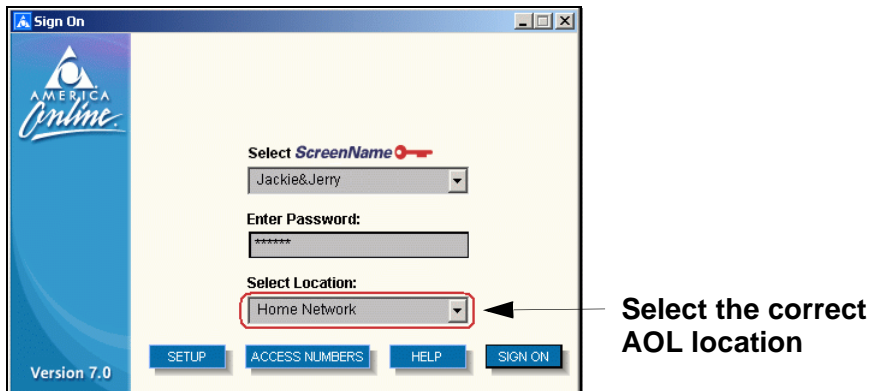 Sign On
AMERICA
Online.
Select ScreenName
Jackie&Jerry
Enter Password:
******
Select Location:
Home Network
Select the correct
AOL location
SETUP
ACCESS NUMBERS
HELP
SIGN ON
Version 7.0